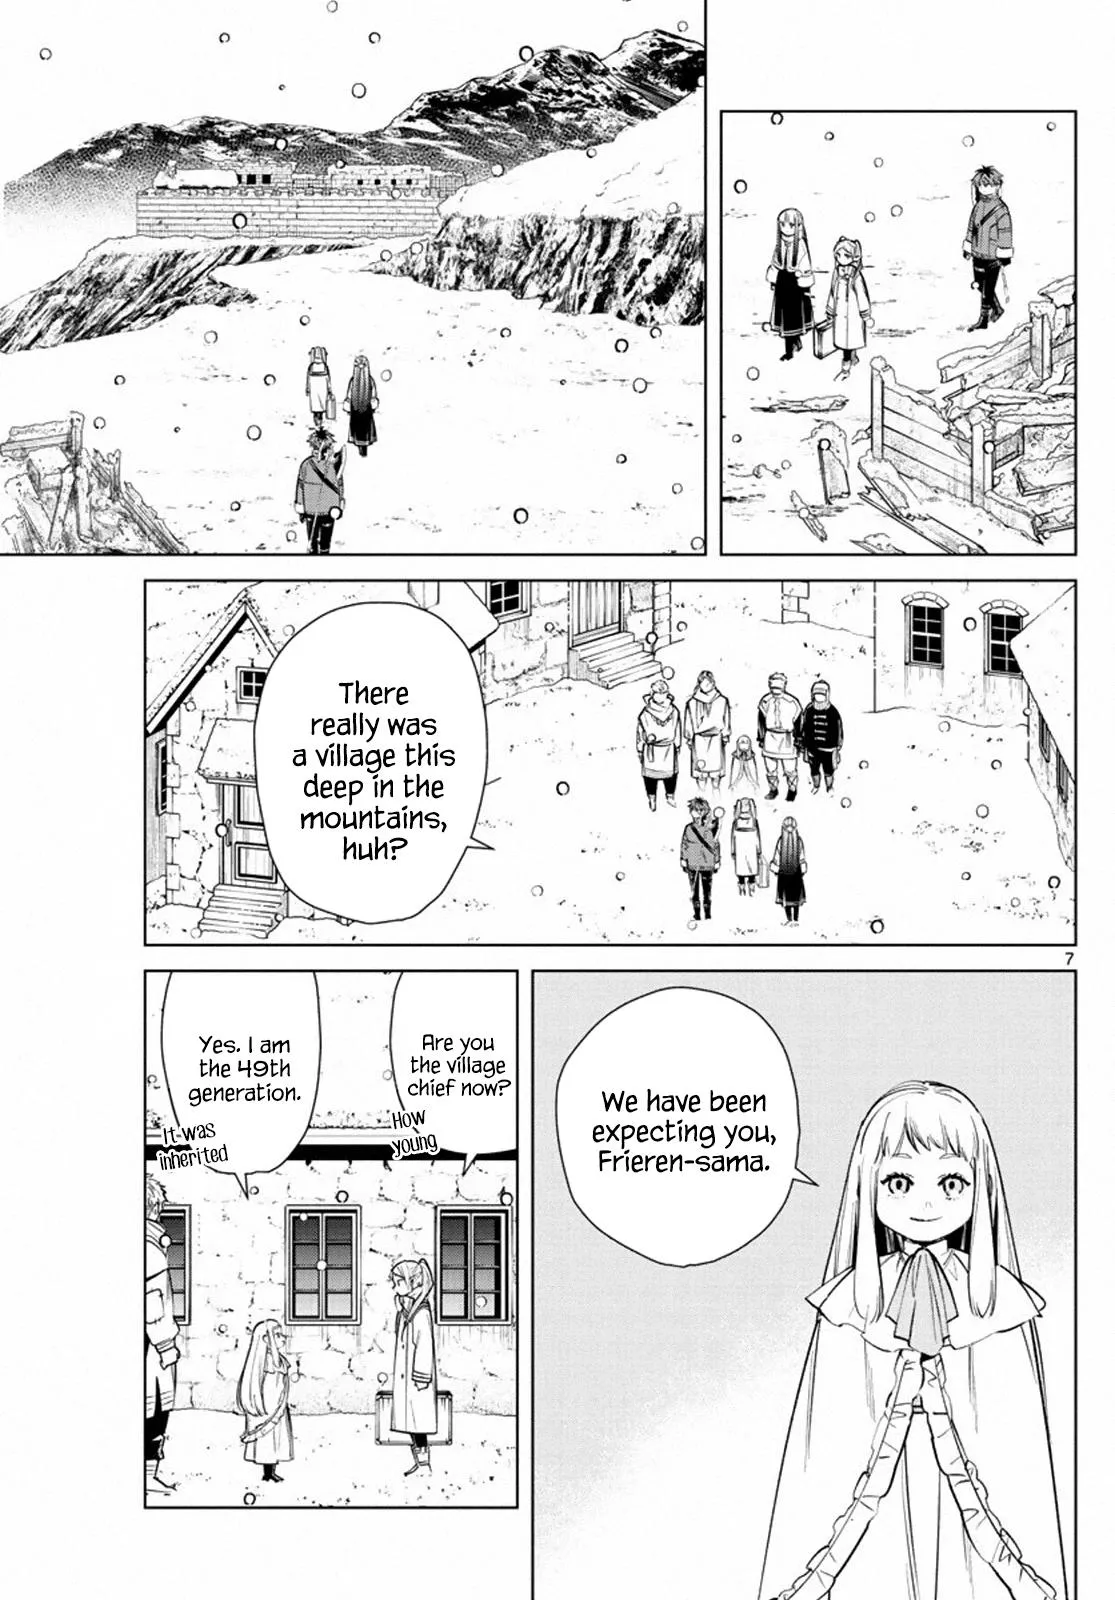 There
really was
a village this
deep in the
mountains,
huh?
7
We have been
expecting you,
Frieren-sama.
Are you
the village
chief now?
How
young
Yes. I am
the 49th
generation.
It was
inherited